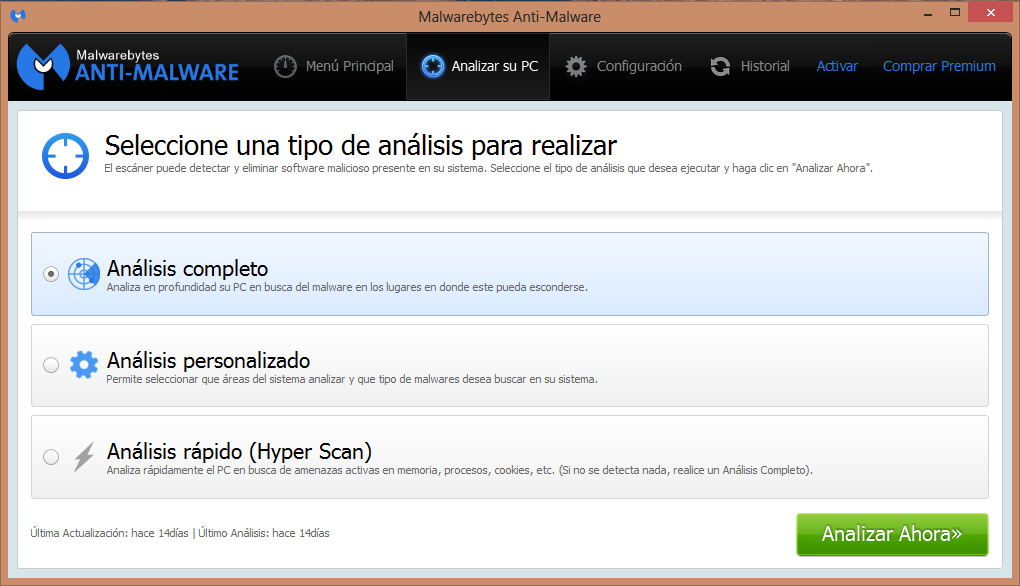 Malwarebytes Anti-Malware
Malwarebytes
ANTI-MALWARE
Menú Principal
Analizar su PC
Configuración
Historial
Activar
Comprar Premium
Seleccione una tipo de análisis para realizar
El escáner puede detectar y eliminar software malicioso presente en su sistema. Seleccione el tipo de análisis que desea ejecutar y haga clic en "Analizar Ahora".
Análisis completo
Analiza en profundidad su PC en busca del malware en los lugares en donde este pueda esconderse.
Análisis personalizado
Permite seleccionar que áreas del sistema analizar y que tipo de malwares desea buscar en su sistema.
Análisis rápido (Hyper Scan)
Analiza rápidamente el PC en busca de amenazas activas en memoria, procesos, cookies, etc. (Si no se detecta nada, realice un Análisis Completo).
Última Actualización: hace 14días | Último Análisis: hace 14días
Analizar Ahora»